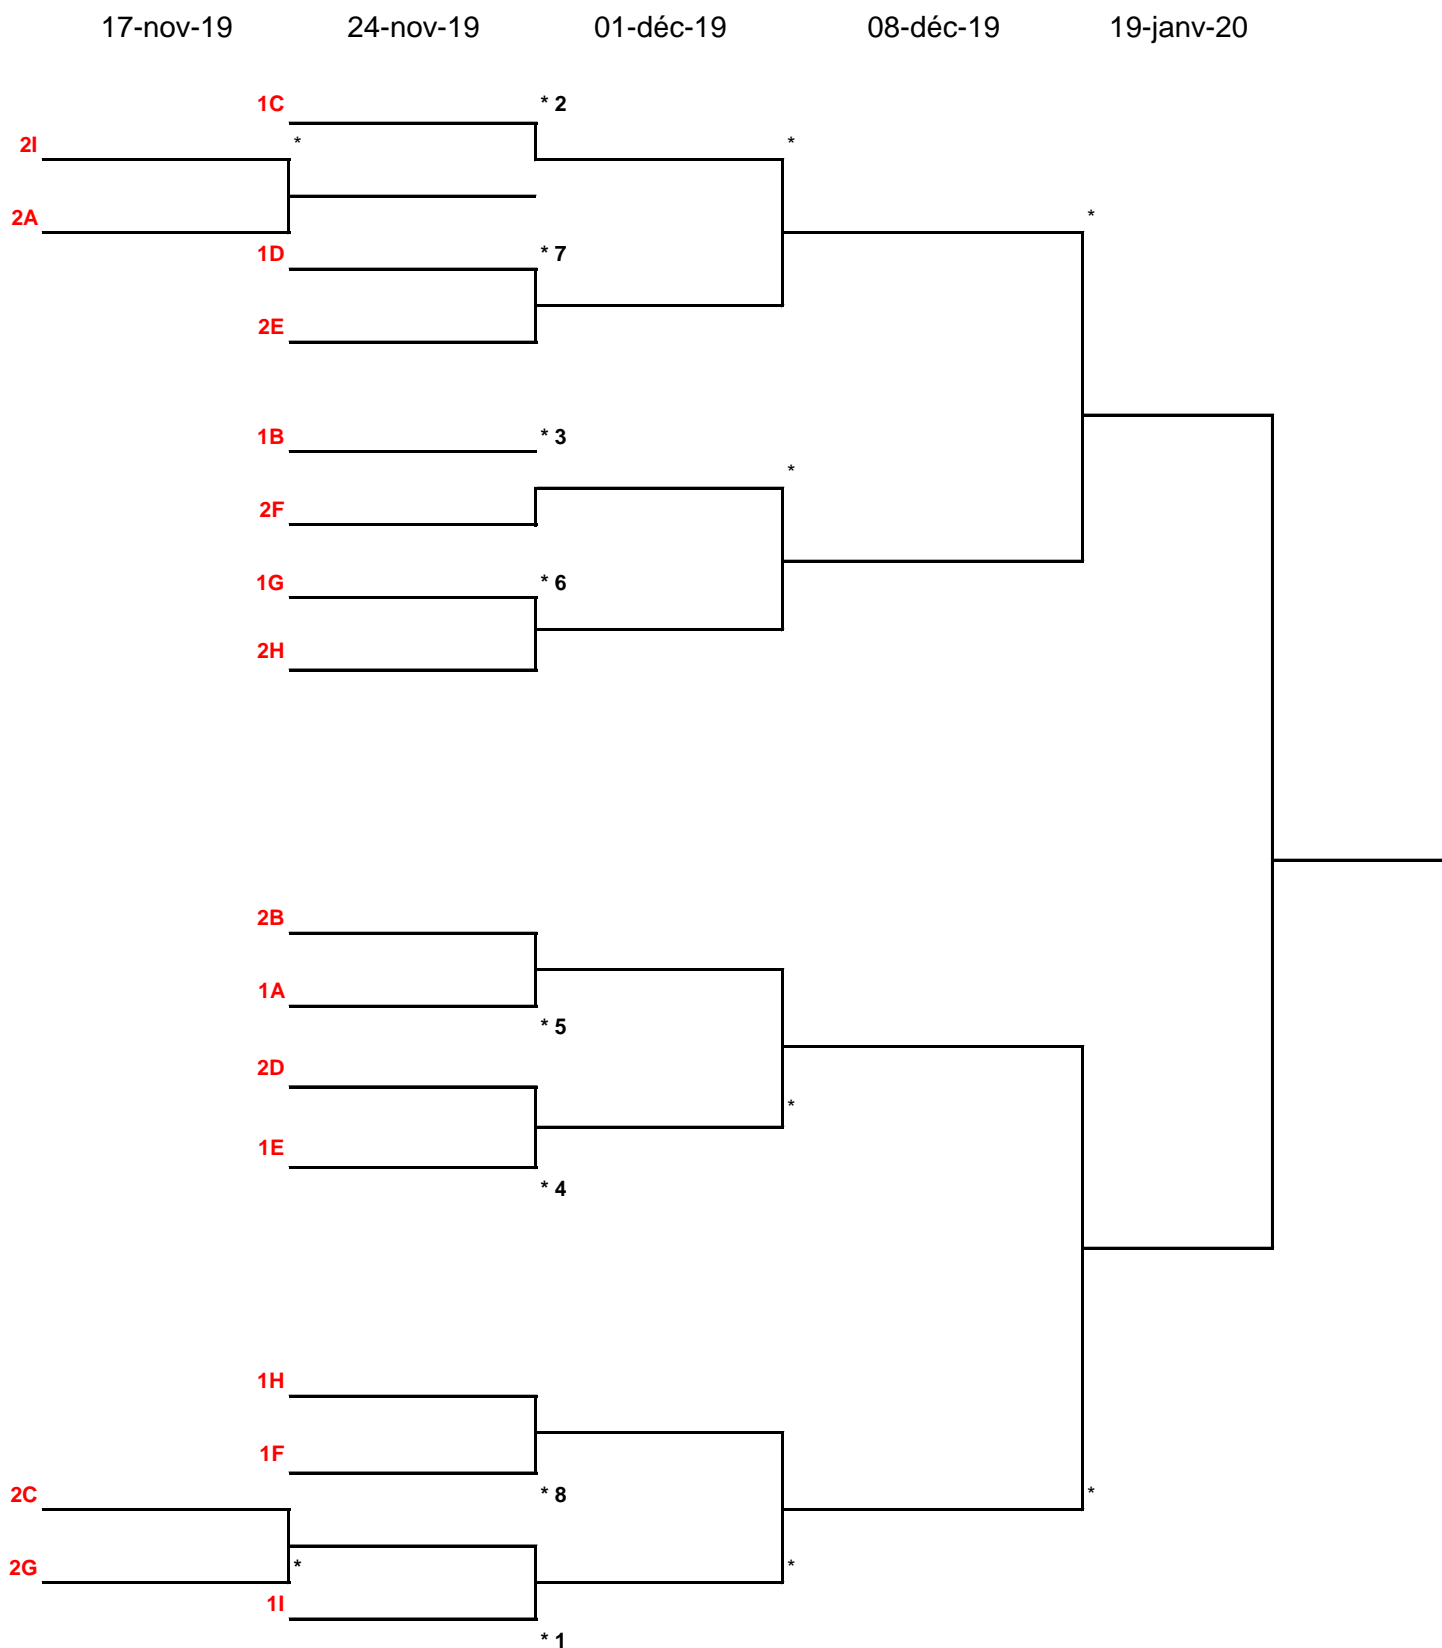 17-nov-19 24-nov-19 01-déc-19 08-déc-19 19-janv-20
1C * 2
2I * *
2A *
1D * 7
2E
1B * 3
*
2F
1G * 6
2H
2B
1A
* 5
2D
*
1E
* 4
1H
1F
2C * 8 *
2G * *
1I
* 1